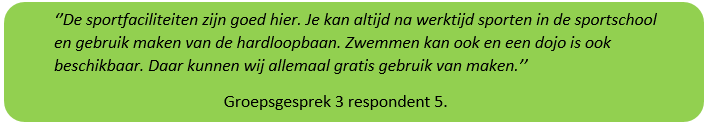 ‘’De sportfaciliteiten zijn goed hier. Je kan altijd na werktijd sporten in de sportschool
en gebruik maken van de hardloopbaan. Zwemmen kan ook en een dojo is ook
beschikbaar. Daar kunnen wij allemaal gratis gebruik van maken.’’
Groepsgesprek 3 respondent 5.